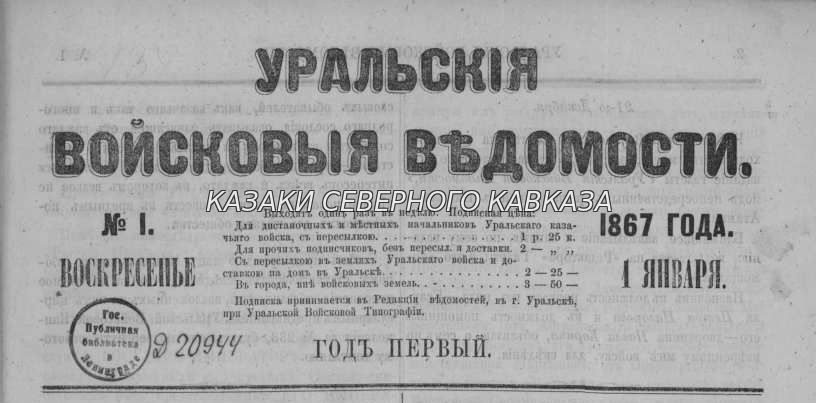 УРАЛЬСКІЯ
ВОЙСКОВЫЯ ВѢДОМОСТИ.
КАЗАКИ СЕВЕРНОГО КАВКАЗА
№ 1.
ВОСКРЕСЕНЬЕ
Выходятъ одинъ разъ въ недѣлю. Подписная цѣна:
Для дистаночныхъ и мѣстныхъ начальниковъ Уральскаго каза-
чьяго войска, съ пересылкою. . . . . . . . . . . . . . 1 р. 25 к.
Для прочихъ подписчиковъ, безъ пересыл. и доставки. 2 — „ „
Съ пересылкою въ земляхъ Уральскаго войска и до-
ставкою на домъ въ Уральскѣ. . . . . . . . . . . . . 2 — 25 —
Въ города, внѣ войсковыхъ земель. . . . . . . . . . 3 — 50 —
Подписка принимается въ Редакціи вѣдомостей, въ г. Уральскѣ,
при Уральской Войсковой Типографіи.
1867 ГОДА.
1 ЯНВАРЯ.
Гос.
Публичная
библиотека
в
Ленинграде
Д 20944
ГОДЪ ПЕРВЫЙ.